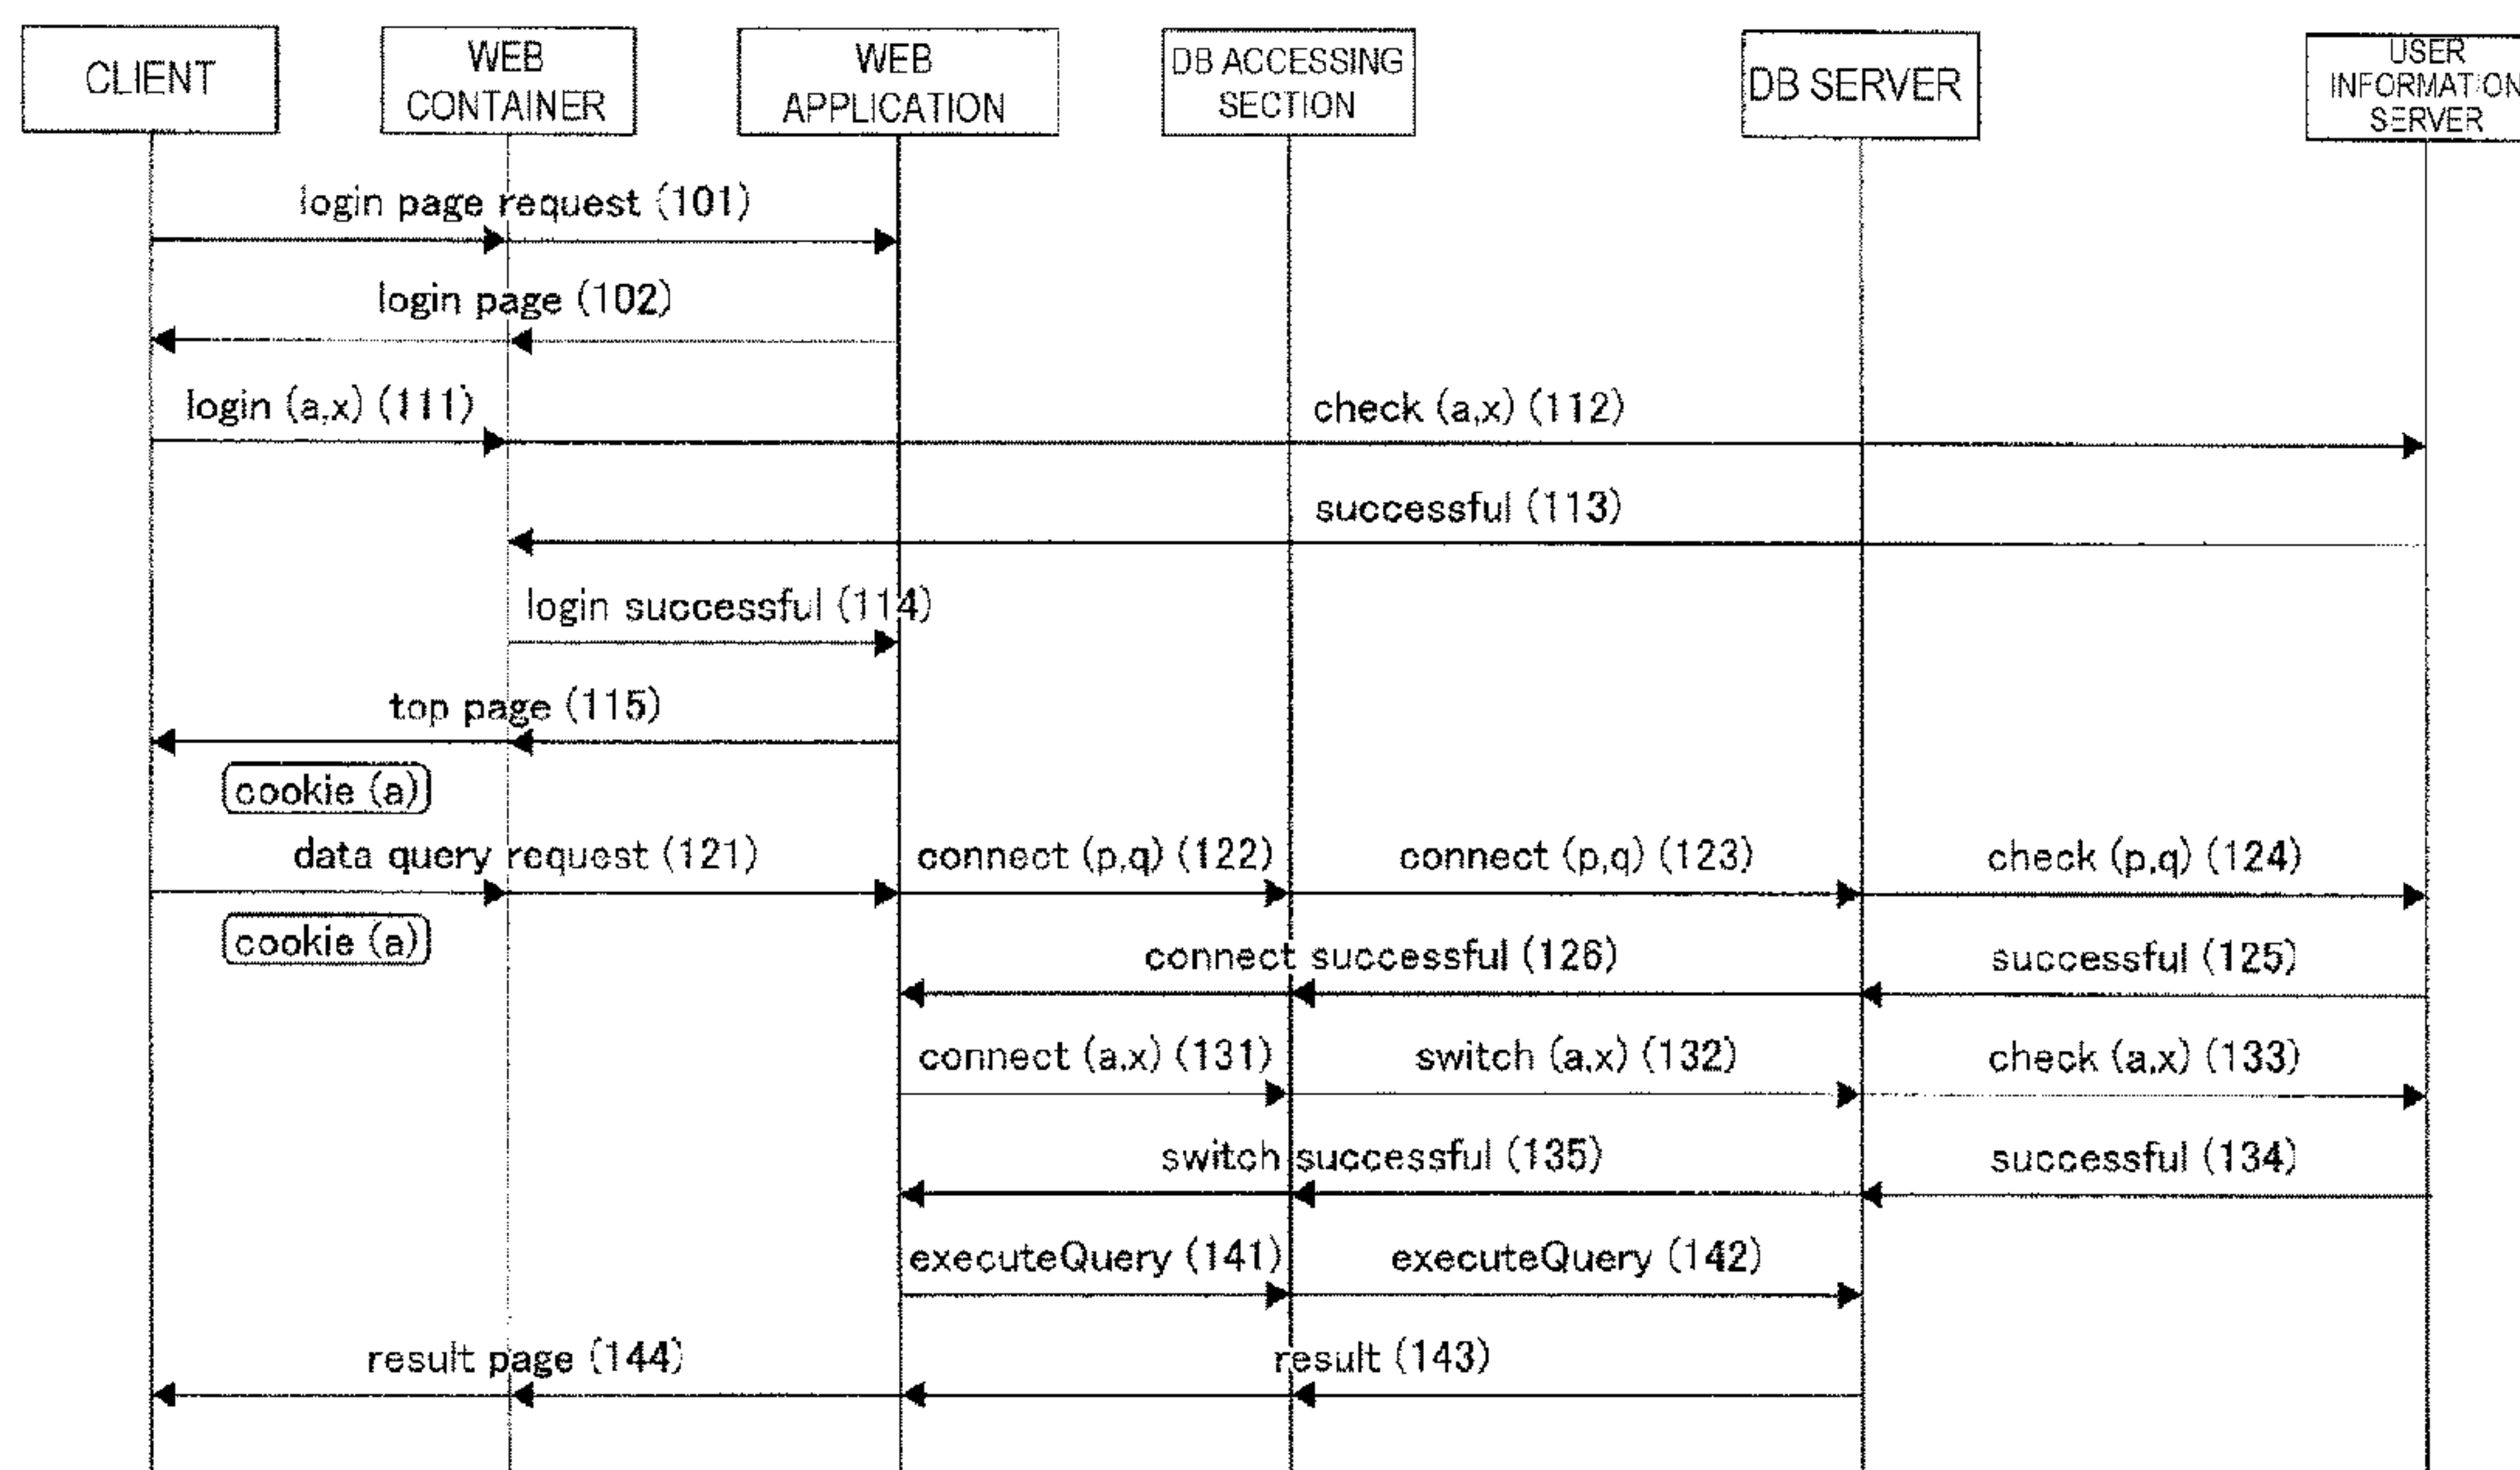 CLIENT
WEB
CONTAINER
WEB
APPLICATION
DB ACCESSING
SECTION
DB SERVER
USER
INFORMATION
SERVER
login page request (101)
login page (102)
login (a,x) (111)
check (a,x) (112)
successful (113)
login successful (114)
top page (115)
cookie (a)
data query request (121)
connect (p,q) (122)
connect (p,q) (123)
check (p,q) (124)
cookie (a)
connect successful (126)
successful (125)
connect (a,x) (131)
switch (a,x) (132)
check (a,x) (133)
switch successful (135)
successful (134)
executeQuery (141)
executeQuery (142)
result page (144)
result (143)